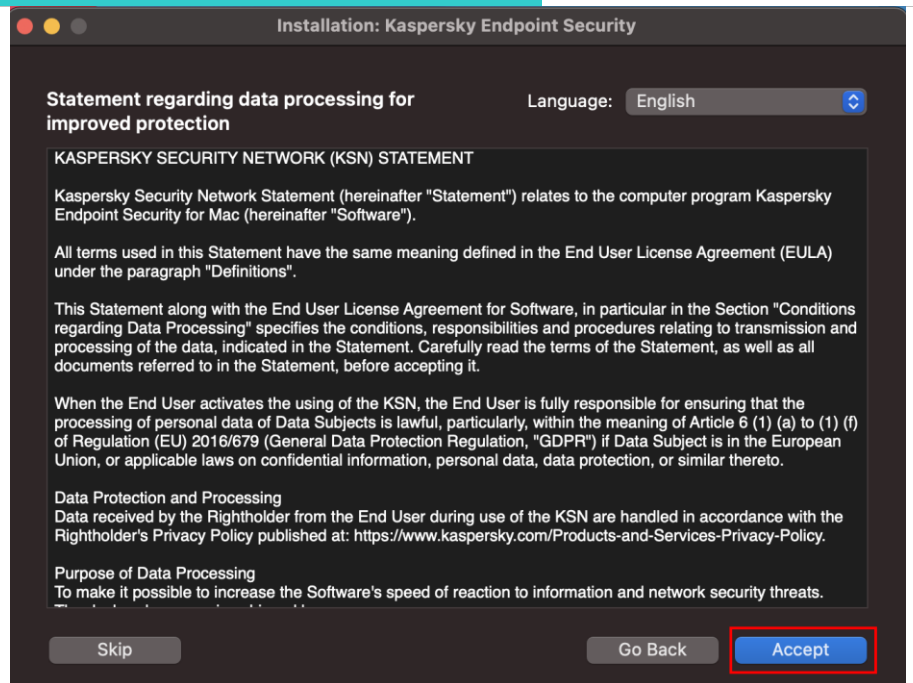 Installation: Kaspersky Endpoint Security
Statement regarding data processing for
improved protection
Language:
English
KASPERSKY SECURITY NETWORK (KSN) STATEMENT
Kaspersky Security Network Statement (hereinafter "Statement") relates to the computer program Kaspersky
Endpoint Security for Mac (hereinafter "Software").
All terms used in this Statement have the same meaning defined in the End User License Agreement (EULA)
under the paragraph "Definitions".
This Statement along with the End User License Agreement for Software, in particular in the Section "Conditions
regarding Data Processing" specifies the conditions, responsibilities and procedures relating to transmission and
processing of the data, indicated in the Statement. Carefully read the terms of the Statement, as well as all
documents referred to in the Statement, before accepting it.
When the End User activates the using of the KSN, the End User is fully responsible for ensuring that the
processing of personal data of Data Subjects is lawful, particularly, within the meaning of Article 6 (1) (a) to (1) (f)
of Regulation (EU) 2016/679 (General Data Protection Regulation, "GDPR") if Data Subject is in the European
Union, or applicable laws on confidential information, personal data, data protection, or similar thereto.
Data Protection and Processing
Data received by the Rightholder from the End User during use of the KSN are handled in accordance with the
Rightholder's Privacy Policy published at: https://www.kaspersky.com/Products-and-Services-Privacy-Policy.
Purpose of Data Processing
To make it possible to increase the Software's speed of reaction to information and network security threats.
Skip
Go Back
Accept